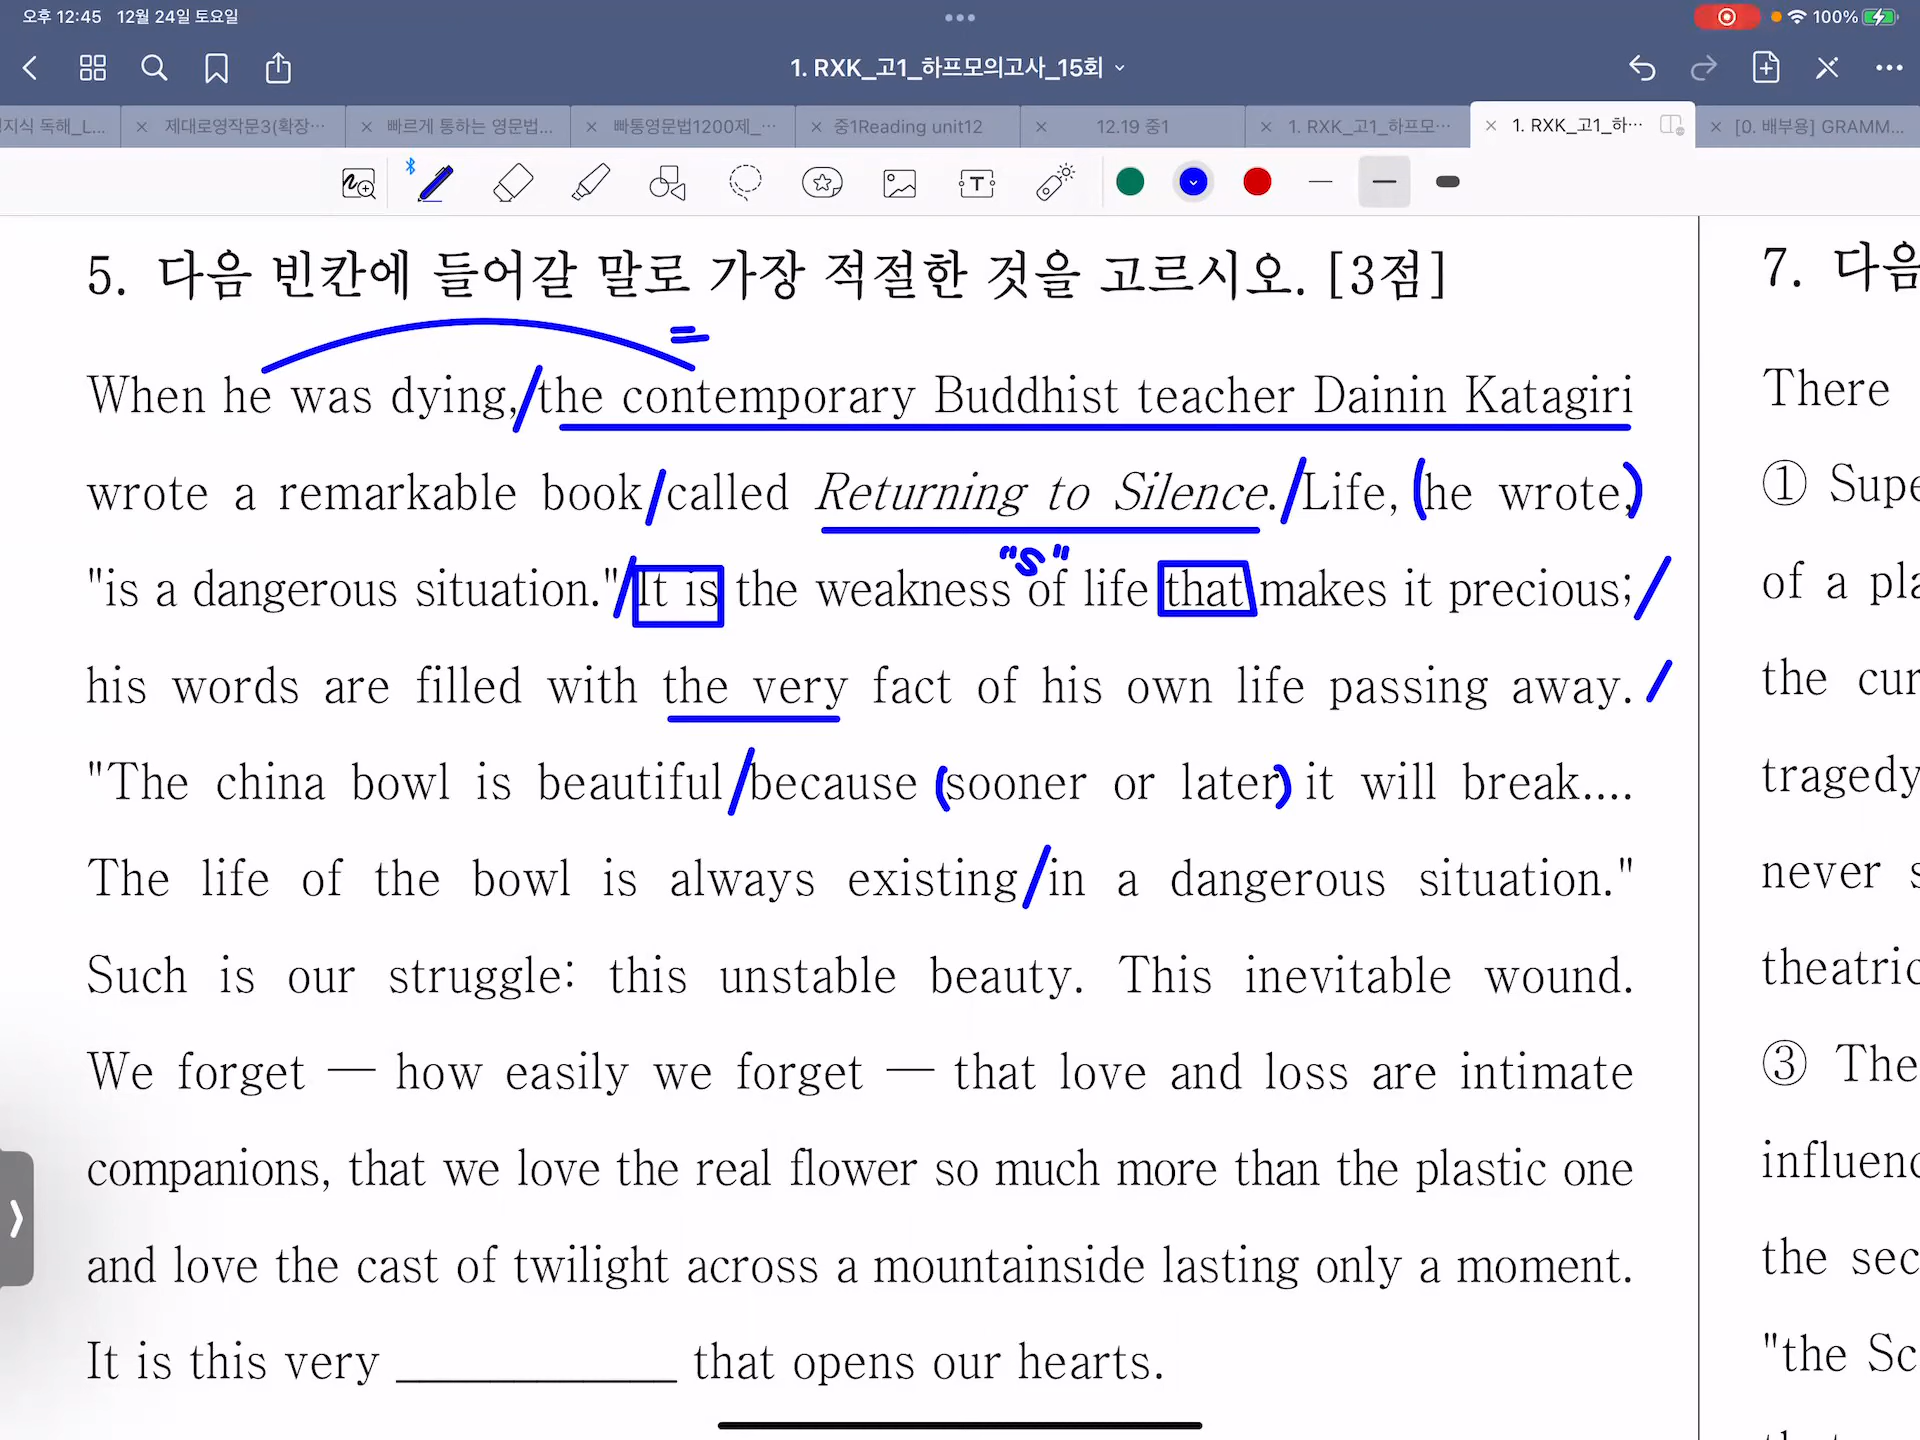 오후 12:45 12월 24일 토요일
100%
1. RXK_고1_하프모의고사_15회
지식 독해_L...
제대로영작문3(확장…
빠르게 통하는 영문법...
빠통영문법1200제_…
중1Reading unit12
12.19 중1
1. RXK_고1_하프모…
1. RXK_고1_하…
[0. 배부용] GRAMM...
5. 다음 빈칸에 들어갈 말로 가장 적절한 것을 고르시오. [3점]
=
When he was dying, the contemporary Buddhist teacher Dainin Katagiri
wrote a remarkable book called Returning to Silence. Life, (he wrote,)
"S"
"is a dangerous situation." It is the weakness of life that makes it precious;
his words are filled with the very fact of his own life passing away.
"The china bowl is beautiful because (sooner or later) it will break....
The life of the bowl is always existing in a dangerous situation."
Such is our struggle: this unstable beauty. This inevitable wound.
We forget — how easily we forget — that love and loss are intimate
companions, that we love the real flower so much more than the plastic one
and love the cast of twilight across a mountainside lasting only a moment.
It is this very ____________ that opens our hearts.
7. 다음
There
① Supe
of a pla
the cur
tragedy
never s
theatric
③ The
influenc
the sec
"the Sc